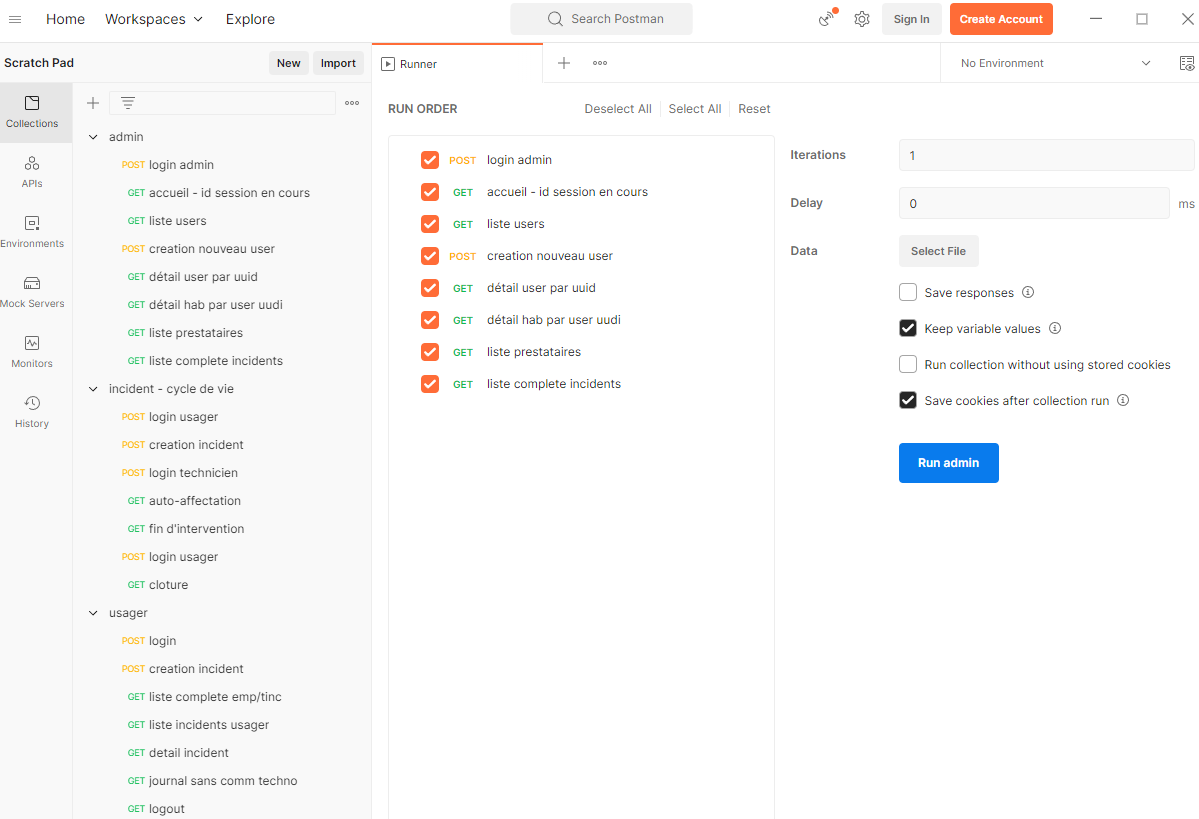 Home Workspaces Explore Search Postman Sign In Create Account
Scratch Pad New Import Runner No Environment
Collections
APIs
Environments
Mock Servers
Monitors
History
admin
POST login admin
GET accueil - id session en cours
GET liste users
POST creation nouveau user
GET détail user par uuid
GET détail hab par user uudi
GET liste prestataires
GET liste complete incidents
incident - cycle de vie
POST login usager
POST creation incident
POST login technicien
GET auto-affectation
GET fin d'intervention
POST login usager
GET cloture
usager
POST login
POST creation incident
GET liste complete emp/tinc
GET liste incidents usager
GET detail incident
GET journal sans comm techno
GET logout
RUN ORDER Deselect All Select All Reset
POST login admin
GET accueil - id session en cours
GET liste users
POST creation nouveau user
GET détail user par uuid
GET détail hab par user uudi
GET liste prestataires
GET liste complete incidents
Iterations 1
Delay 0 ms
Data Select File
Save responses
Keep variable values
Run collection without using stored cookies
Save cookies after collection run
Run admin